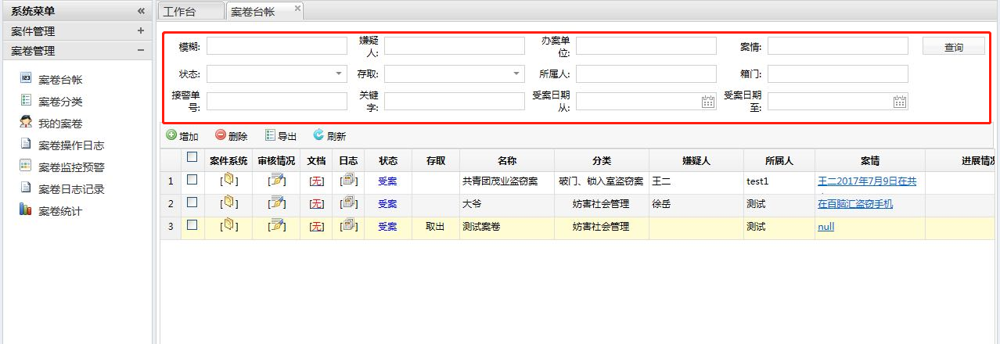 系统菜单
案件管理
案卷管理
案卷台帐
案卷分类
我的案卷
案卷操作日志
案卷监控预警
案卷日志记录
案卷统计
工作台 案卷台帐
模糊: 嫌疑人: 办案单位: 案情: 查询
状态: 存取: 所属人: 箱门:
接警单号: 关键字: 受案日期从: 受案日期至:
增加 删除 导出 刷新
案件系统 审核情况 文档 日志 状态 存取 名称 分类 嫌疑人 所属人 案情 进展情况
1 [ ] [ ] [无] [ ] 受案 共青团茂业盗窃案 破门、锁入室盗窃案 王二 test1 王二2017年7月9日在共
2 [ ] [ ] [无] [ ] 受案 大爷 妨害社会管理 徐岳 测试 在百脑汇盗窃手机
3 [ ] [ ] [无] [ ] 受案 取出 测试案卷 妨害社会管理 测试 null